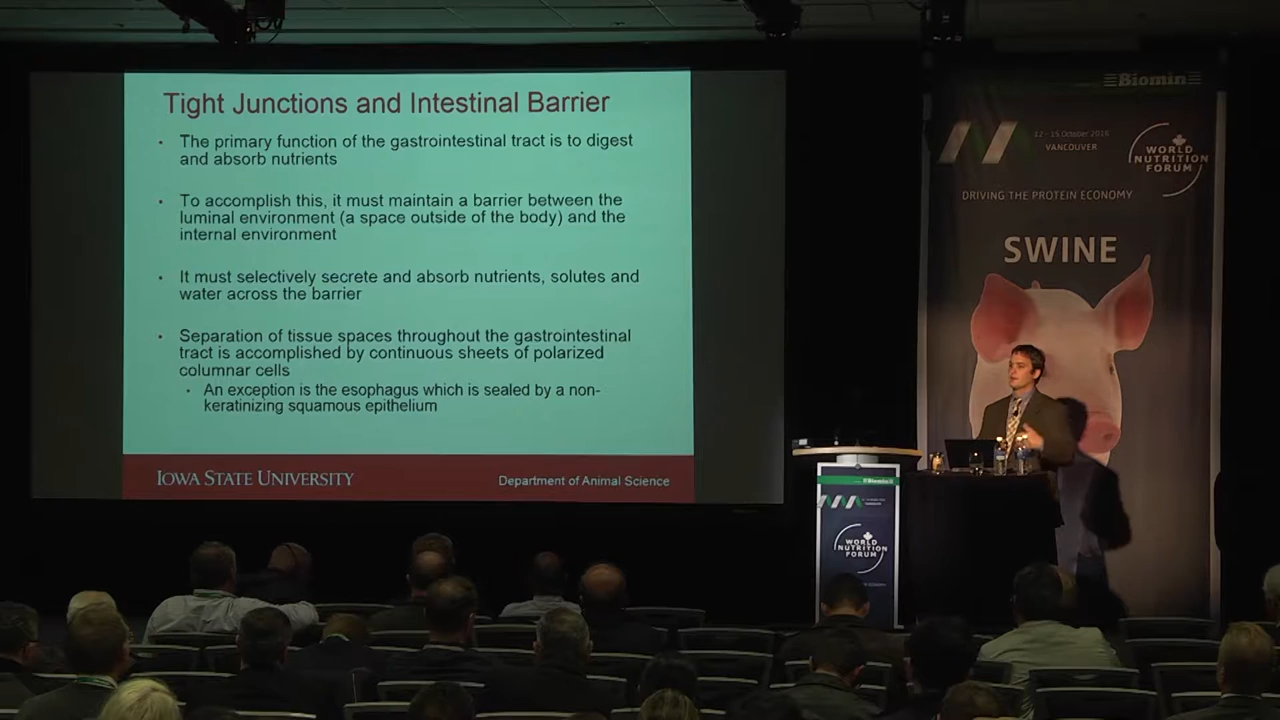 Tight Junctions and Intestinal Barrier
• The primary function of the gastrointestinal tract is to digest
and absorb nutrients
• To accomplish this, it must maintain a barrier between the
luminal environment (a space outside of the body) and the
internal environment
• It must selectively secrete and absorb nutrients, solutes and
water across the barrier
• Separation of tissue spaces throughout the gastrointestinal
tract is accomplished by continuous sheets of polarized
columnar cells
• An exception is the esophagus which is sealed by a non-
keratinizing squamous epithelium
IOWA STATE UNIVERSITY
Department of Animal Science
Biomin
12 - 15 October 2016
VANCOUVER
WORLD
NUTRITION
FORUM
DRIVING THE PROTEIN ECONOMY
SWINE
Biomin
WORLD
NUTRITION
FORUM